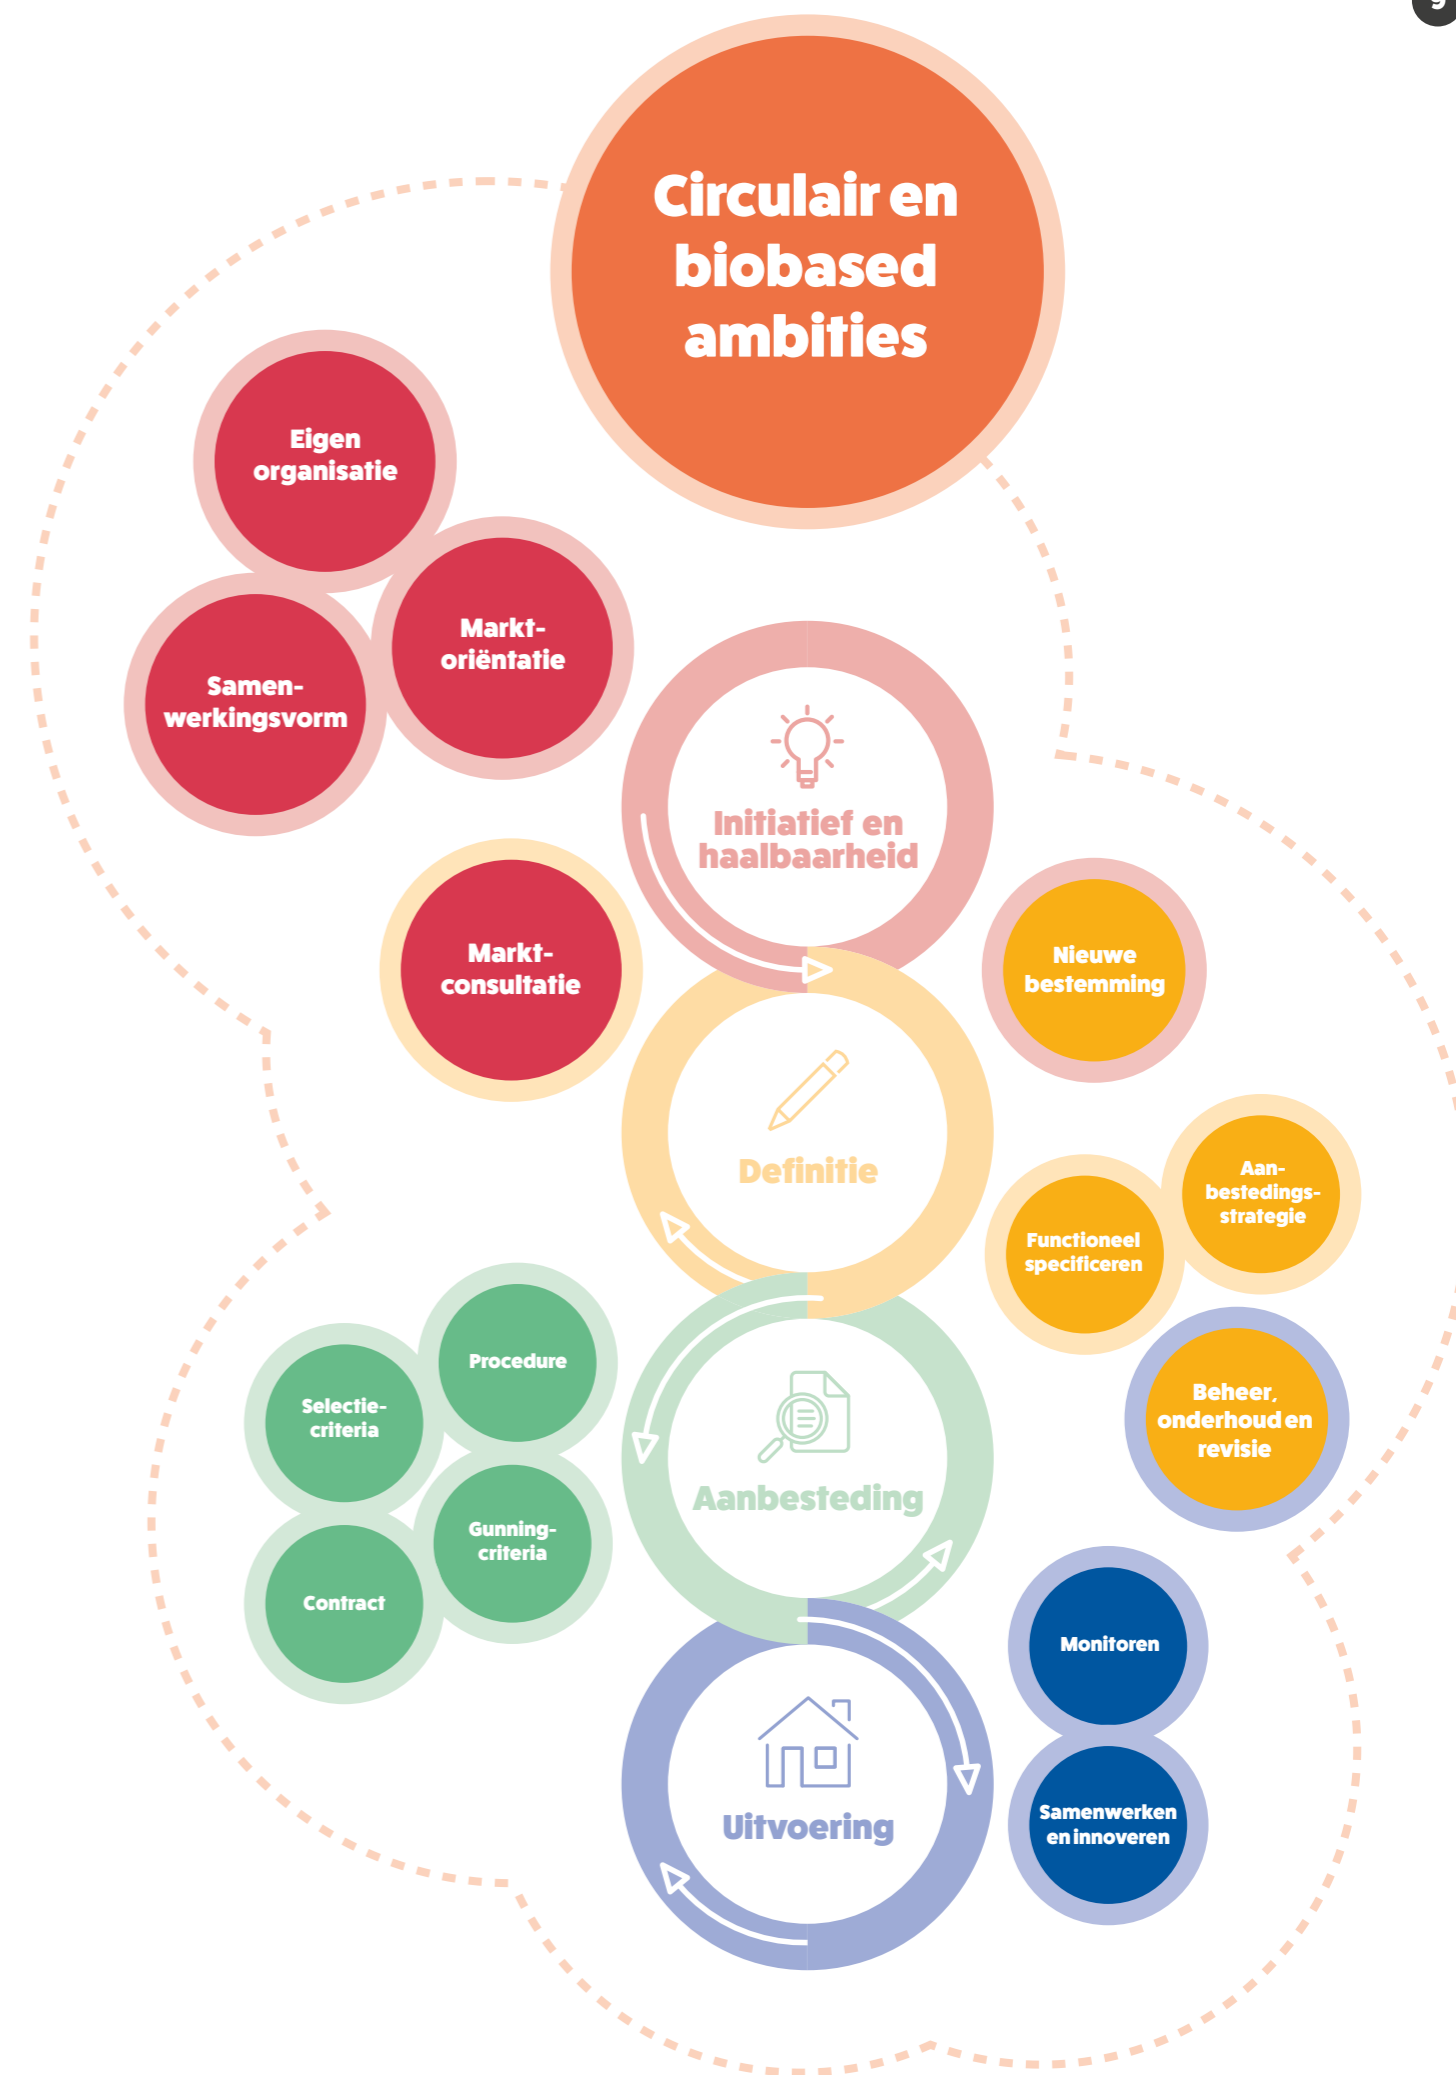 9
Circulair en
biobased
ambities
Eigen
organisatie
Markt-
oriëntatie
Samen-
werkingsvorm
Initiatief en
haalbaarheid
Markt-
consultatie
Nieuwe
bestemming
Definitie
Aan-
bestedings-
strategie
Functioneel
specificeren
Procedure
Selectie-
criteria
Beheer,
onderhoud en
revisie
Aanbesteding
Gunning-
criteria
Contract
Monitoren
Uitvoering
Samenwerken
en innoveren